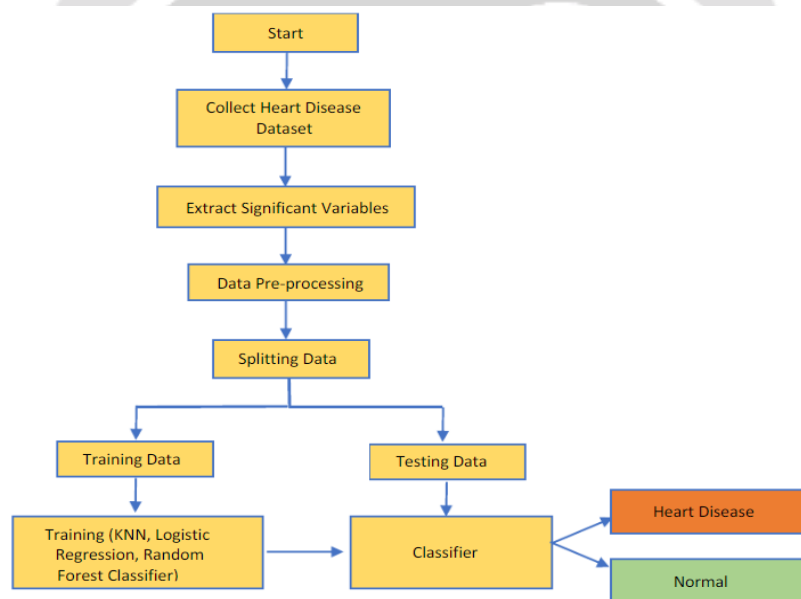 Start
Collect Heart Disease
Dataset
Extract Significant Variables
Data Pre-processing
Splitting Data
Training Data
Testing Data
Training (KNN, Logistic
Regression, Random
Forest Classifier)
Classifier
Heart Disease
Normal